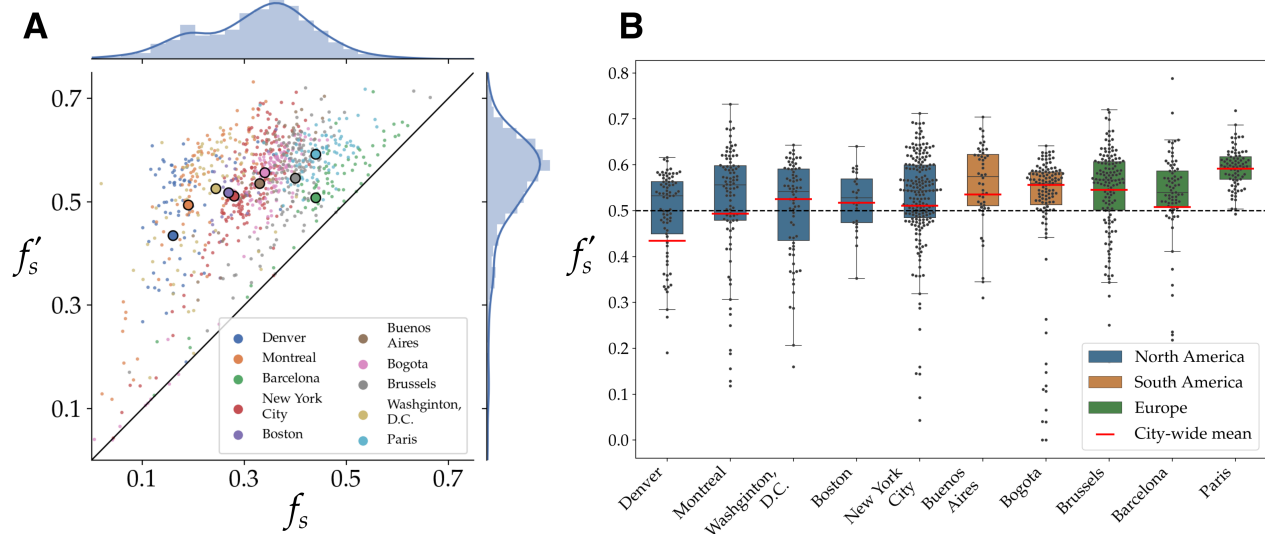 A
0.7
0.5
0.3
0.1
f's
0.1
0.3
0.5
0.7
fs
Denver
Montreal
Barcelona
New York
City
Boston
Buenos
Aires
Bogota
Brussels
Washginton,
D.C.
Paris
B
0.8
0.7
0.6
0.5
0.4
0.3
0.2
0.1
0.0
f's
North America
South America
Europe
City-wide mean
Denver
Montreal
Washginton,
D.C.
Boston
New York
City
Buenos
Aires
Bogota
Brussels
Barcelona
Paris